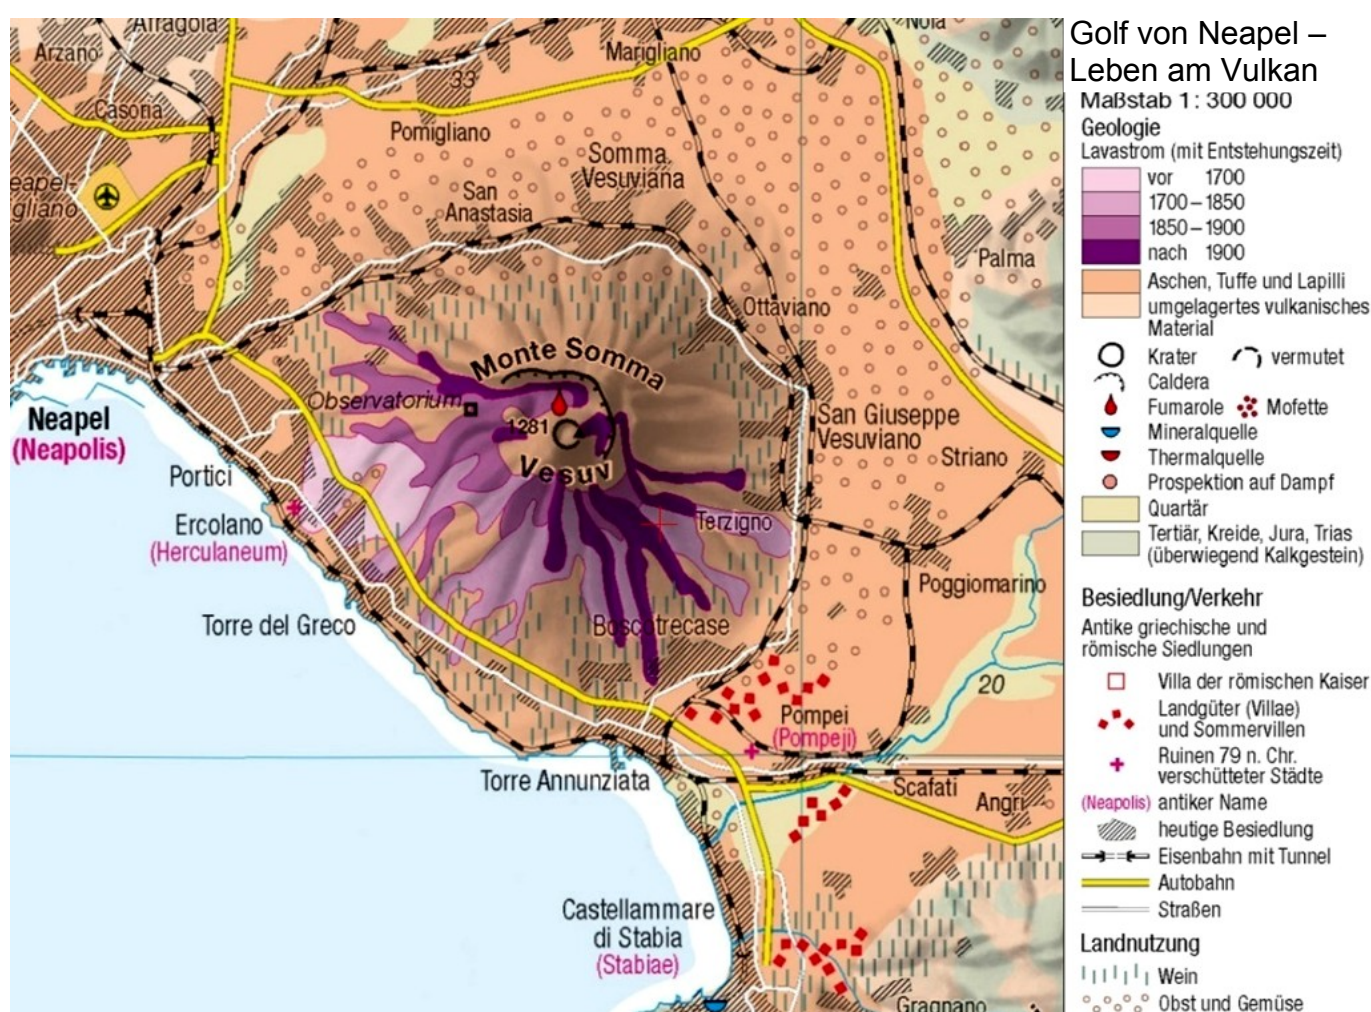 Afragola
Arzano
Nola
Marigliano
33
Casoria
Pomigliano
Somma
Vesuviana
San
Anastasia
Palma
Ottaviano
Monte Somma
Observatorium
1281
Vesuv
San Giuseppe
Vesuviano
Striano
Neapel
(Neapolis)
Portici
Ercolano
(Herculaneum)
Terzigno
Poggiomarino
Torre del Greco
Boscotrecase
20
Pompei
(Pompeji)
Torre Annunziata
Scafati
Angri
Castellammare
di Stabia
(Stabiae)
Gragnano
Golf von Neapel –
Leben am Vulkan
Maßstab 1 : 300 000
Geologie
Lavastrom (mit Entstehungszeit)
vor 1700
1700 – 1850
1850 – 1900
nach 1900
Aschen, Tuffe und Lapilli
umgelagertes vulkanisches
Material
Krater vermutet
Caldera
Fumarole Mofette
Mineralquelle
Thermalquelle
Prospektion auf Dampf
Quartär
Tertiär, Kreide, Jura, Trias
(überwiegend Kalkgestein)
Besiedlung/Verkehr
Antike griechische und
römische Siedlungen
Villa der römischen Kaiser
Landgüter (Villae)
und Sommervillen
Ruinen 79 n. Chr.
verschütteter Städte
(Neapolis) antiker Name
heutige Besiedlung
Eisenbahn mit Tunnel
Autobahn
Straßen
Landnutzung
Wein
Obst und Gemüse